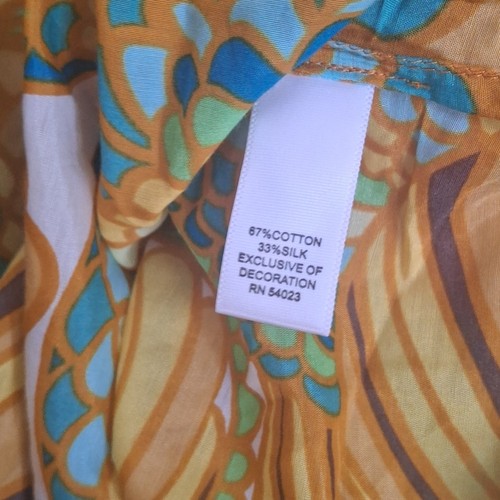 67%COTTON
33%SILK
EXCLUSIVE OF
DECORATION
RN 54023